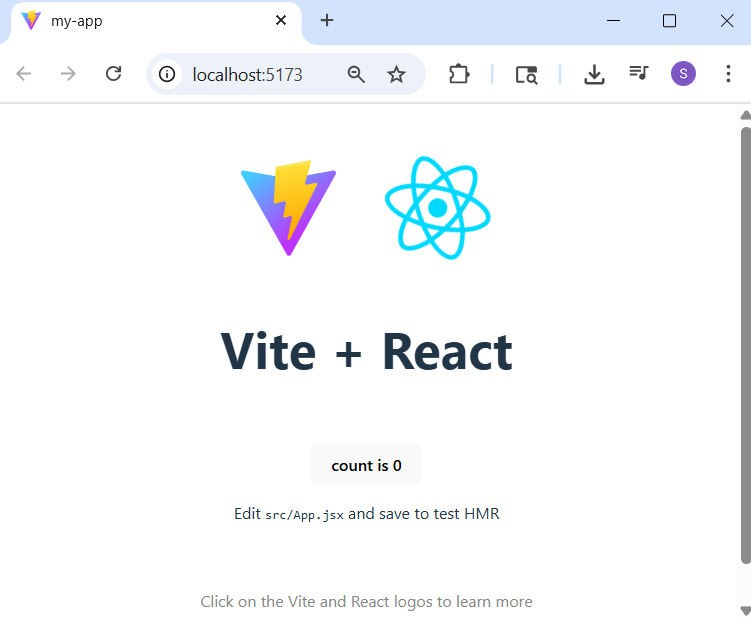 my-app
localhost:5173
S
Vite + React
count is 0
Edit src/App.jsx and save to test HMR
Click on the Vite and React logos to learn more